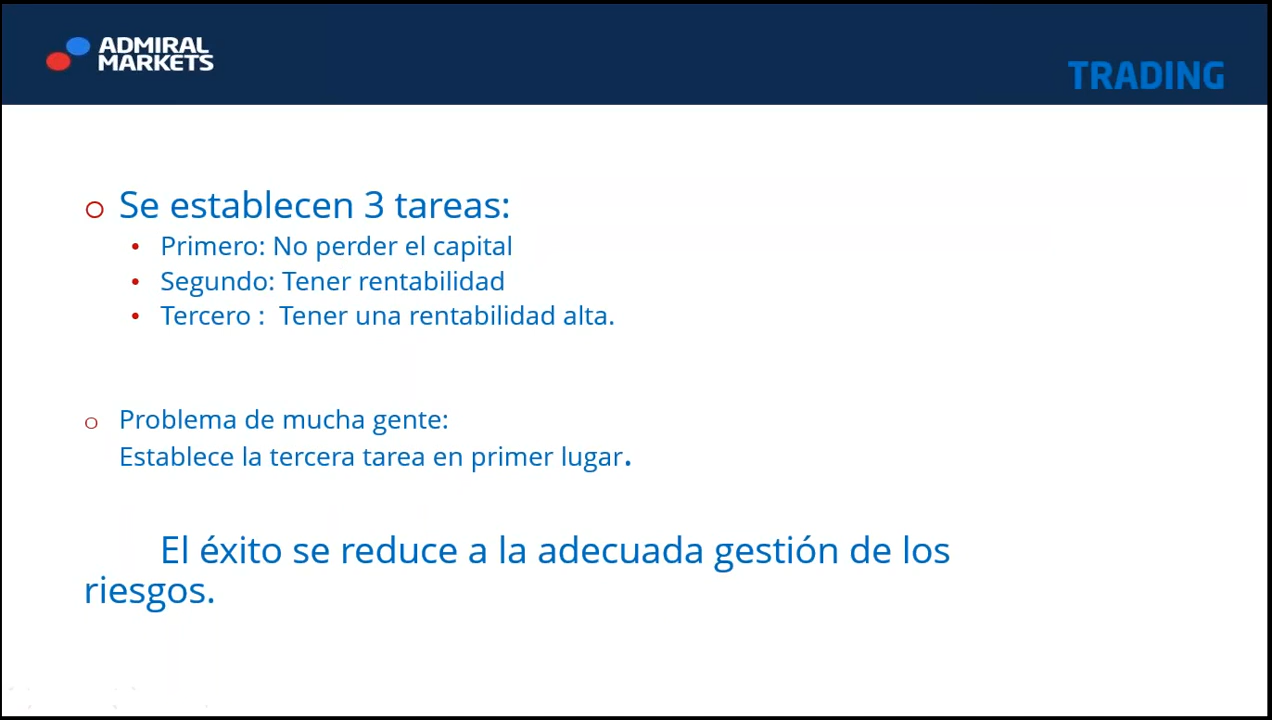 ADMIRAL
MARKETS
TRADING
o Se establecen 3 tareas:
• Primero: No perder el capital
• Segundo: Tener rentabilidad
• Tercero :  Tener una rentabilidad alta.
o Problema de mucha gente:
Establece la tercera tarea en primer lugar.
El éxito se reduce a la adecuada gestión de los
riesgos.